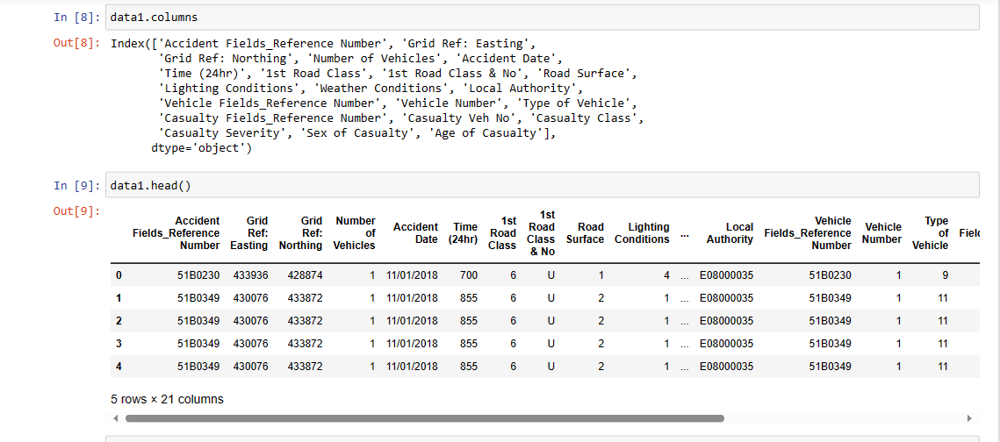 In [8]: data1.columns
Out[8]: Index(['Accident Fields_Reference Number', 'Grid Ref: Easting',
'Grid Ref: Northing', 'Number of Vehicles', 'Accident Date',
'Time (24hr)', '1st Road Class', '1st Road Class & No', 'Road Surface',
'Lighting Conditions', 'Weather Conditions', 'Local Authority',
'Vehicle Fields_Reference Number', 'Vehicle Number', 'Type of Vehicle',
'Casualty Fields_Reference Number', 'Casualty Veh No', 'Casualty Class',
'Casualty Severity', 'Sex of Casualty', 'Age of Casualty'],
dtype='object')
In [9]: data1.head()
Out[9]:
Accident Fields_Reference Number Grid Ref: Easting Grid Ref: Northing Number of Vehicles Accident Date Time (24hr) 1st Road Class 1st Road Class & No Road Surface Lighting Conditions ... Local Authority Vehicle Fields_Reference Number Vehicle Number Type of Vehicle
0 51B0230 433936 428874 1 11/01/2018 700 6 U 1 4 ... E08000035 51B0230 1 9
1 51B0349 430076 433872 1 11/01/2018 855 6 U 2 1 ... E08000035 51B0349 1 11
2 51B0349 430076 433872 1 11/01/2018 855 6 U 2 1 ... E08000035 51B0349 1 11
3 51B0349 430076 433872 1 11/01/2018 855 6 U 2 1 ... E08000035 51B0349 1 11
4 51B0349 430076 433872 1 11/01/2018 855 6 U 2 1 ... E08000035 51B0349 1 11
5 rows × 21 columns